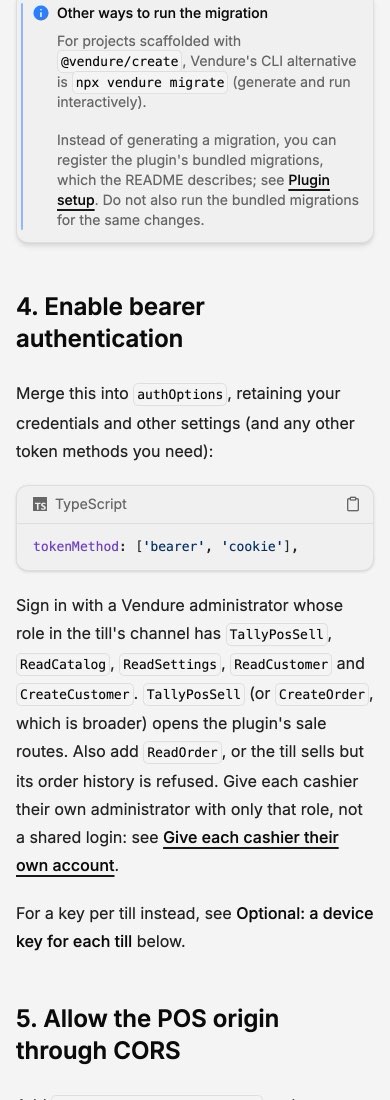 Other ways to run the migration
For projects scaffolded with
@vendure/create, Vendure's CLI alternative
is npx vendure migrate (generate and run
interactively).
Instead of generating a migration, you can
register the plugin's bundled migrations,
which the README describes; see Plugin
setup. Do not also run the bundled migrations
for the same changes.
4. Enable bearer
authentication
Merge this into authOptions, retaining your
credentials and other settings (and any other
token methods you need):
TS TypeScript
tokenMethod: ['bearer', 'cookie'],
Sign in with a Vendure administrator whose
role in the till's channel has TallyPosSell,
ReadCatalog, ReadSettings, ReadCustomer and
CreateCustomer. TallyPosSell (or CreateOrder,
which is broader) opens the plugin's sale
routes. Also add ReadOrder, or the till sells but
its order history is refused. Give each cashier
their own administrator with only that role, not
a shared login: see Give each cashier their
own account.
For a key per till instead, see Optional: a device
key for each till below.
5. Allow the POS origin
through CORS